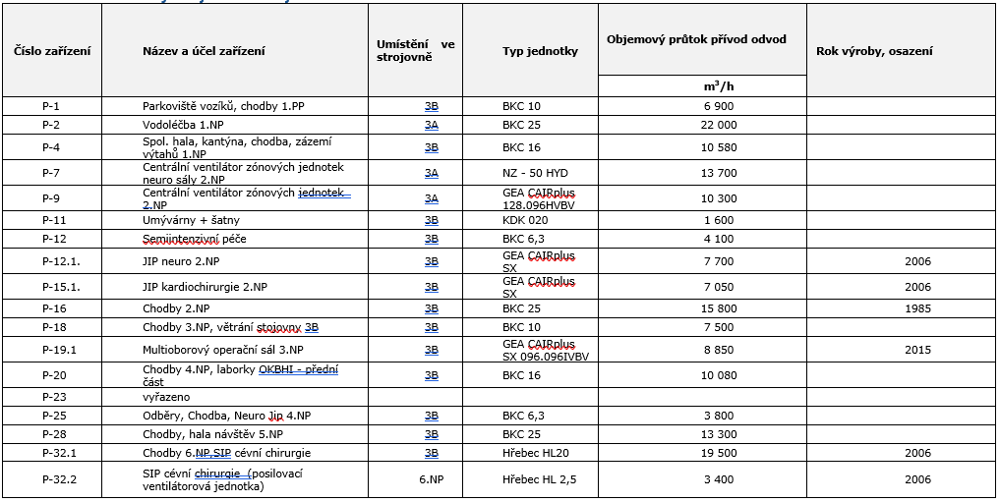 Číslo zařízení	Název a účel zařízení	Umístění ve strojovně	Typ jednotky	Objemový průtok přívod odvod	Rok výroby, osazení
m³/h
P-1	Parkoviště vozíků, chodby 1.PP	3B	BKC 10	6 900
P-2	Vodoléčba 1.NP	3A	BKC 25	22 000
P-4	Spol. hala, kantýna, chodba, zázemí výtahů 1.NP	3B	BKC 16	10 580
P-7	Centrální ventilátor zónových jednotek neuro sály 2.NP	3A	NZ - 50 HYD	13 700
P-9	Centrální ventilátor zónových jednotek 2.NP	3A	GEA CAIRplus 128.096HVBV	10 300
P-11	Umývárny + šatny	3B	KDK 020	1 600
P-12	Semiintenzivní péče	3B	BKC 6,3	4 100
P-12.1.	JIP neuro 2.NP	3B	GEA CAIRplus SX	7 700	2006
P-15.1.	JIP kardiochirurgie 2.NP	3B	GEA CAIRplus SX	7 050	2006
P-16	Chodby 2.NP	3B	BKC 25	15 800	1985
P-18	Chodby 3.NP, větrání stojovny 3B	3B	BKC 10	7 500
P-19.1	Multioborový operační sál 3.NP	3B	GEA CAIRplus SX 096.096IVBV	8 850	2015
P-20	Chodby 4.NP, laborky OKBHI - přední část	3B	BKC 16	10 080
P-23	vyřazeno
P-25	Odběry, Chodba, Neuro Jip 4.NP	3B	BKC 6,3	3 800
P-28	Chodby, hala návštěv 5.NP	3B	BKC 25	13 300
P-32.1	Chodby 6.NP,SIP cévní chirurgie	3B	Hřebec HL20	19 500	2006
P-32.2	SIP cévní chirurgie (posilovací ventilátorová jednotka)	6.NP	Hřebec HL 2,5	3 400	2006